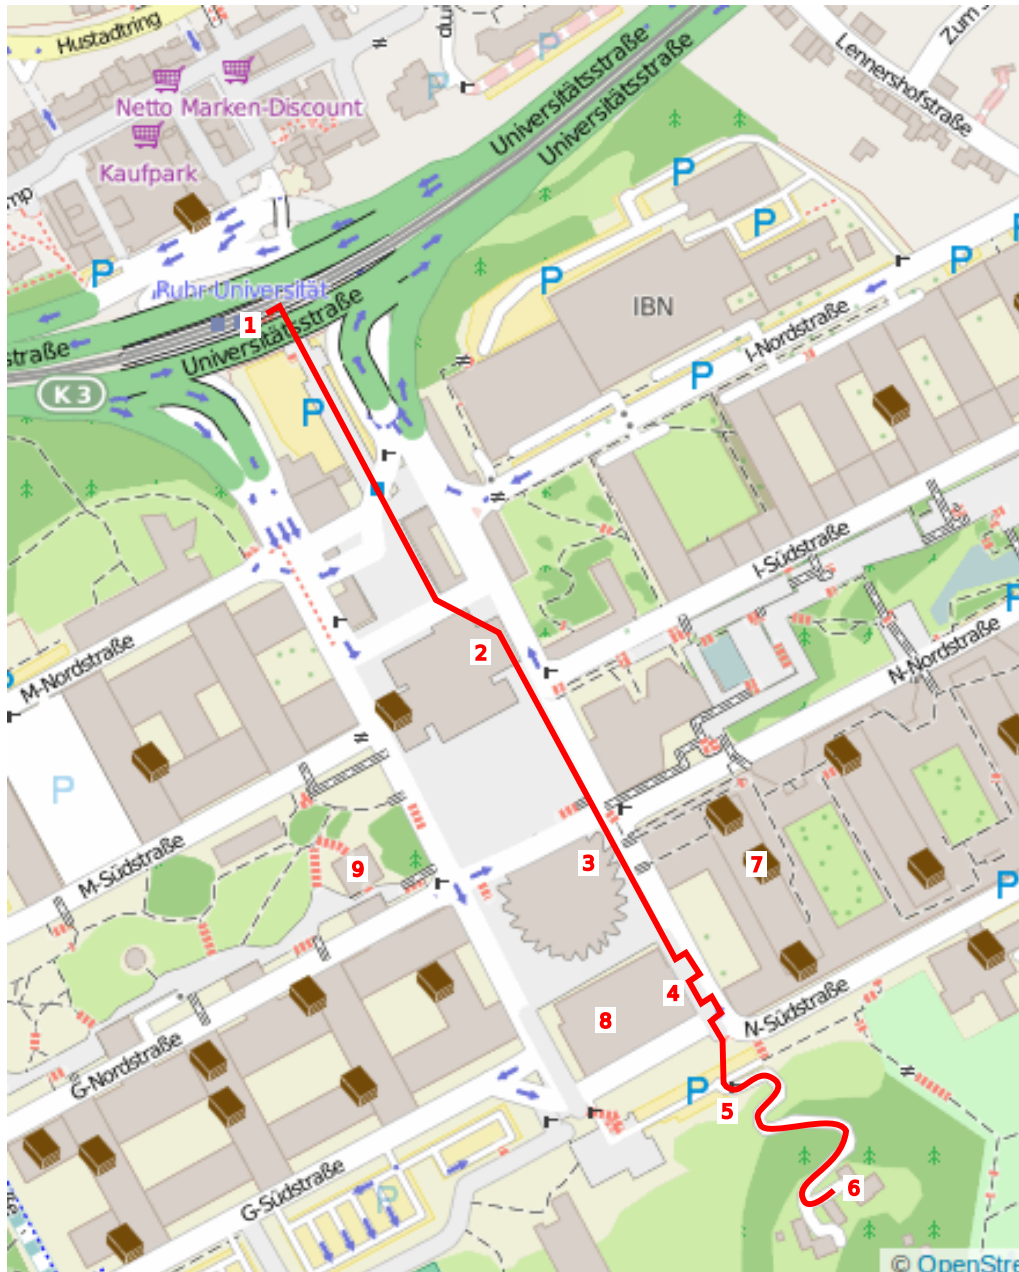 Hustadtring
Zum
Lennershofstraße
Universitätsstraße
Universitätsstraße
Netto Marken-Discount
P
P
Kaufpark
P
mp
P
P
P
P
Ruhr Universität
IBN
1
Universitätsstraße
straße
I-Nordstraße
K 3
P
P
I-Südstraße
P
M-Nordstraße
2
N-Nordstraße
P
M-Südstraße
3
7
9
P
4
N-Südstraße
8
G-Nordstraße
P
5
G-Südstraße
P
6
© OpenStre